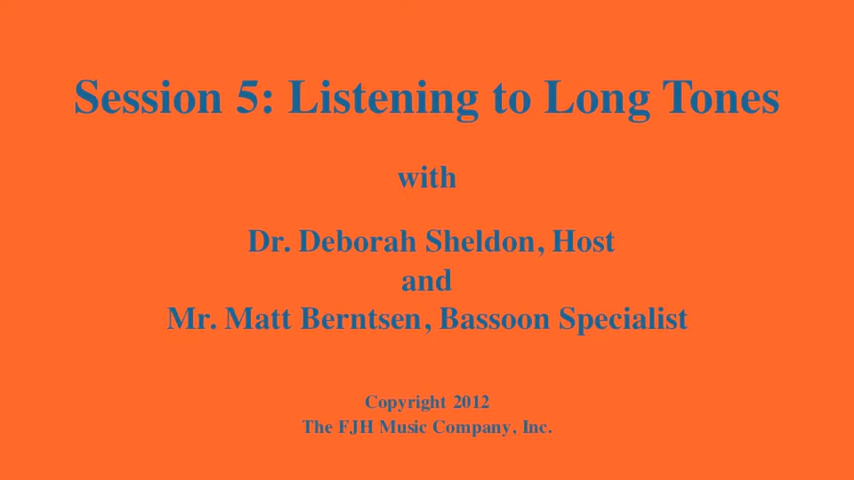 Session 5: Listening to Long Tones
with
Dr. Deborah Sheldon, Host
and
Mr. Matt Berntsen, Bassoon Specialist
Copyright 2012
The FJH Music Company, Inc.